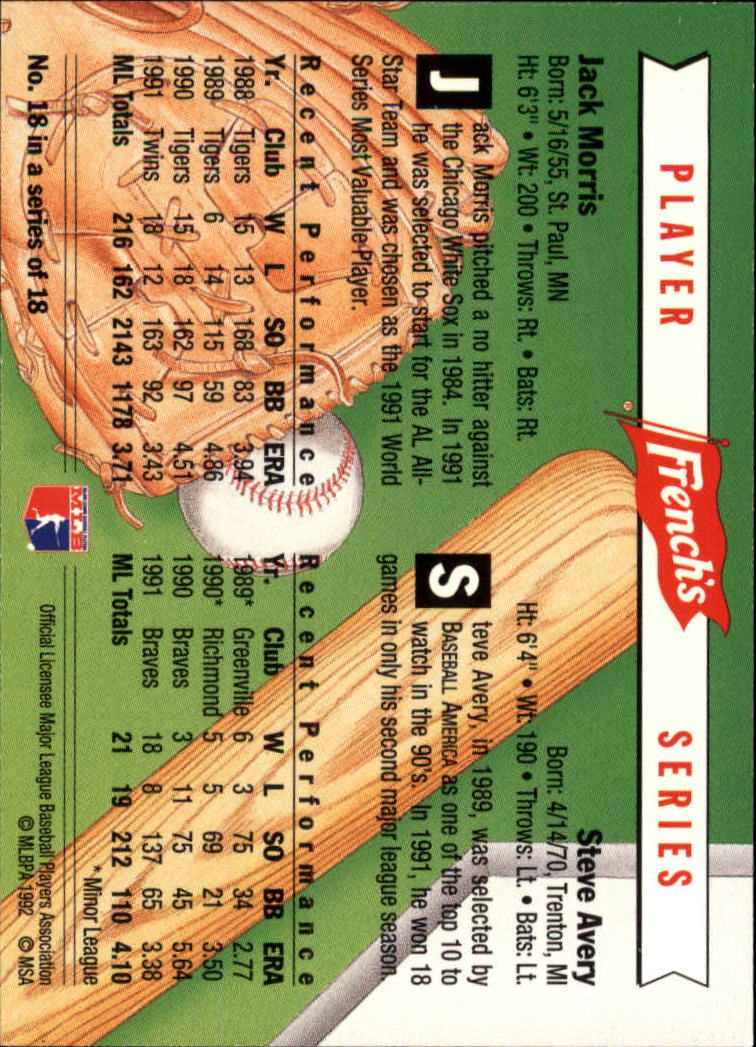 PLAYER French's SERIES
®
Jack Morris
Born: 5/16/55, St. Paul, MN
Ht: 6'3" • Wt: 200 • Throws: Rt. • Bats: Rt.
Jack Morris pitched a no hitter against
the Chicago White Sox in 1984. In 1991
he was selected to start for the AL All-
Star Team and was chosen as the 1991 World
Series Most Valuable Player.
Recent Performance
Yr. Club W L SO BB ERA
1988 Tigers 15 13 168 83 3.94
1989 Tigers 6 14 115 59 4.86
1990 Tigers 15 18 162 97 4.51
1991 Twins 18 12 163 92 3.43
ML Totals 216 162 2143 1178 3.71
No. 18 in a series of 18
Steve Avery
Born: 4/14/70, Trenton, MI
Ht: 6'4" • Wt: 190 • Throws: Lt. • Bats: Lt.
Steve Avery, in 1989, was selected by
BASEBALL AMERICA as one of the top 10 to
watch in the 90's. In 1991, he won 18
games in only his second major league season.
Recent Performance
Yr. Club W L SO BB ERA
1989* Greenville 6 3 75 34 2.77
1990* Richmond 5 5 69 21 3.50
1990 Braves 3 11 75 45 5.64
1991 Braves 18 8 137 65 3.38
ML Totals 21 19 212 110 4.10
*Minor League
MLB
Official Licensee Major League Baseball Players Association
© MLBPA 1992 © MSA